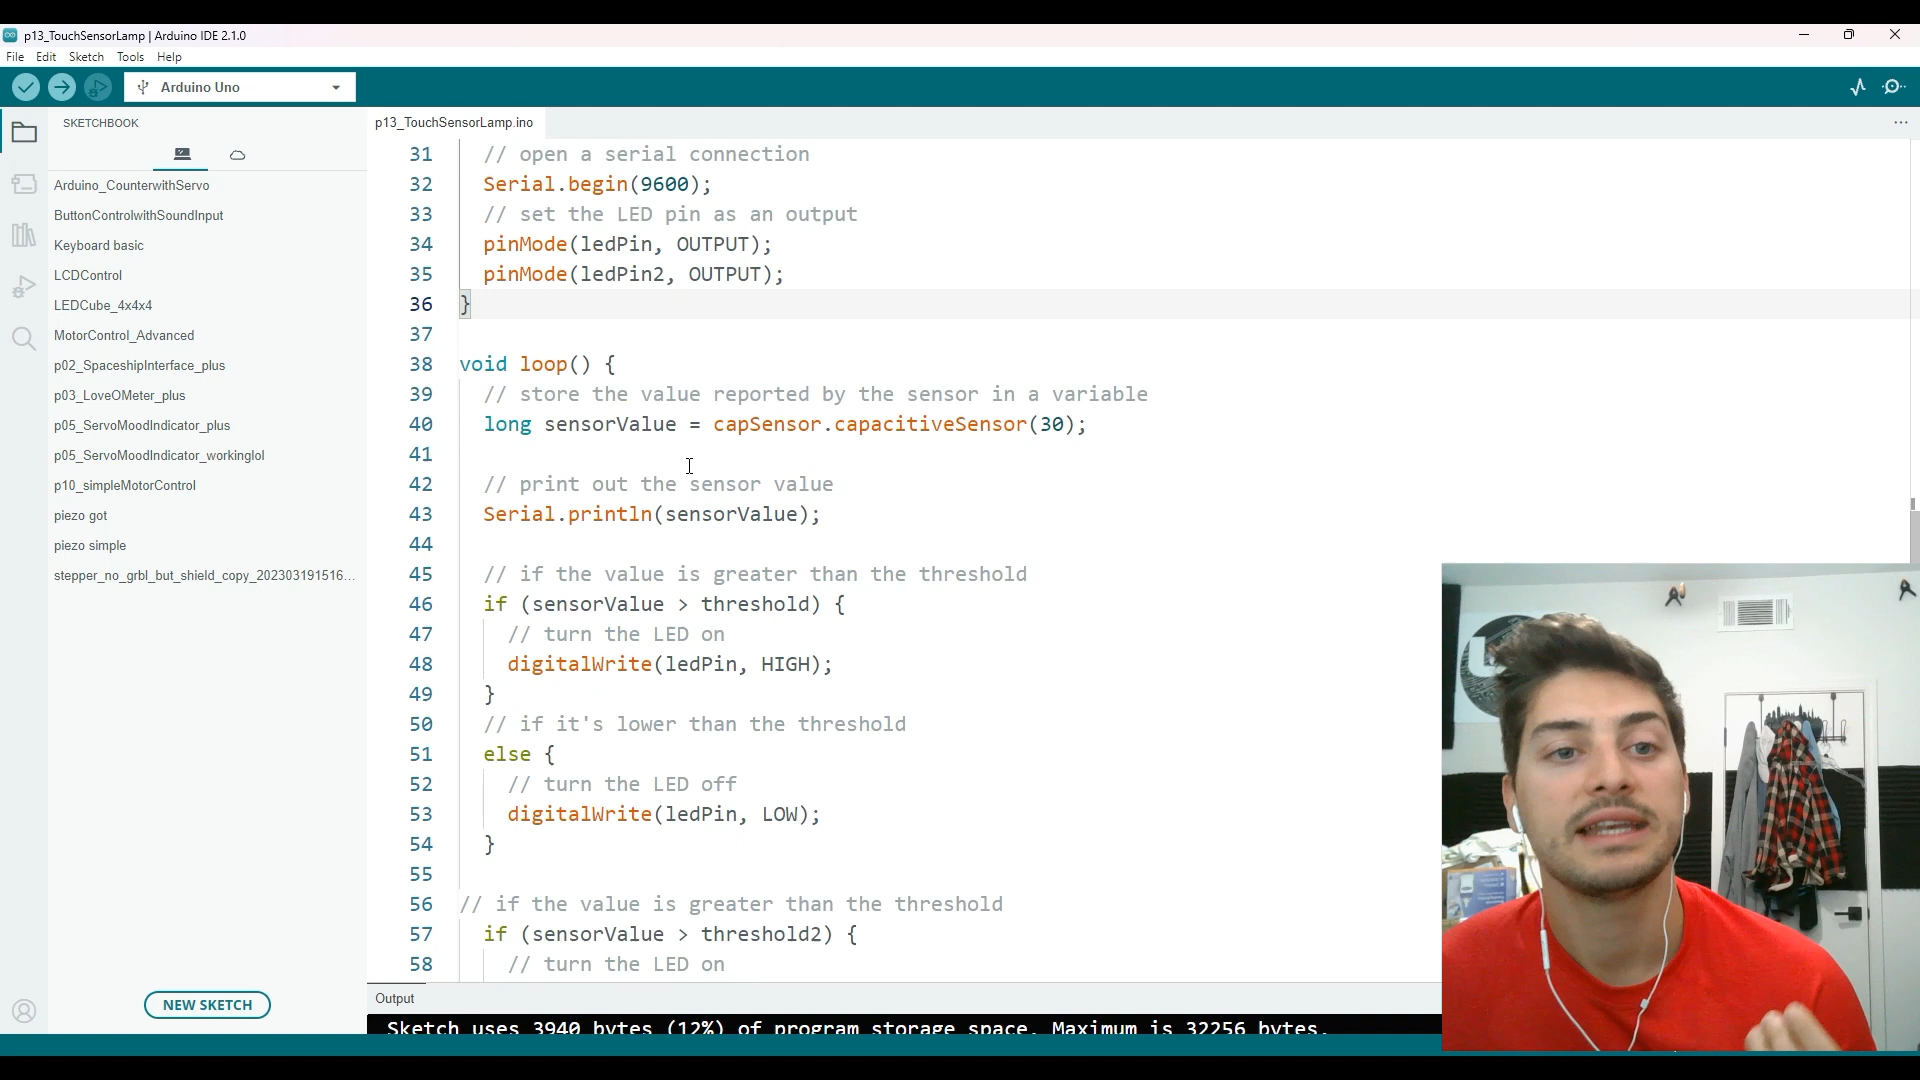 p13_TouchSensorLamp | Arduino IDE 2.1.0
File Edit Sketch Tools Help
Arduino Uno
SKETCHBOOK
Arduino_CounterwithServo
ButtonControlwithSoundInput
Keyboard basic
LCDControl
LEDCube_4x4x4
MotorControl_Advanced
p02_SpaceshipInterface_plus
p03_LoveOMeter_plus
p05_ServoMoodIndicator_plus
p05_ServoMoodIndicator_workinglol
p10_simpleMotorControl
piezo got
piezo simple
stepper_no_grbl_but_shield_copy_202303191516...
NEW SKETCH
p13_TouchSensorLamp.ino
31 // open a serial connection
32 Serial.begin(9600);
33 // set the LED pin as an output
34 pinMode(ledPin, OUTPUT);
35 pinMode(ledPin2, OUTPUT);
36 }
37
38 void loop() {
39 // store the value reported by the sensor in a variable
40 long sensorValue = capSensor.capacitiveSensor(30);
41
42 // print out the sensor value
43 Serial.println(sensorValue);
44
45 // if the value is greater than the threshold
46 if (sensorValue > threshold) {
47 // turn the LED on
48 digitalWrite(ledPin, HIGH);
49 }
50 // if it's lower than the threshold
51 else {
52 // turn the LED off
53 digitalWrite(ledPin, LOW);
54 }
55
56 // if the value is greater than the threshold
57 if (sensorValue > threshold2) {
58 // turn the LED on
Output
Sketch uses 3940 bytes (12%) of program storage space. Maximum is 32256 bytes.